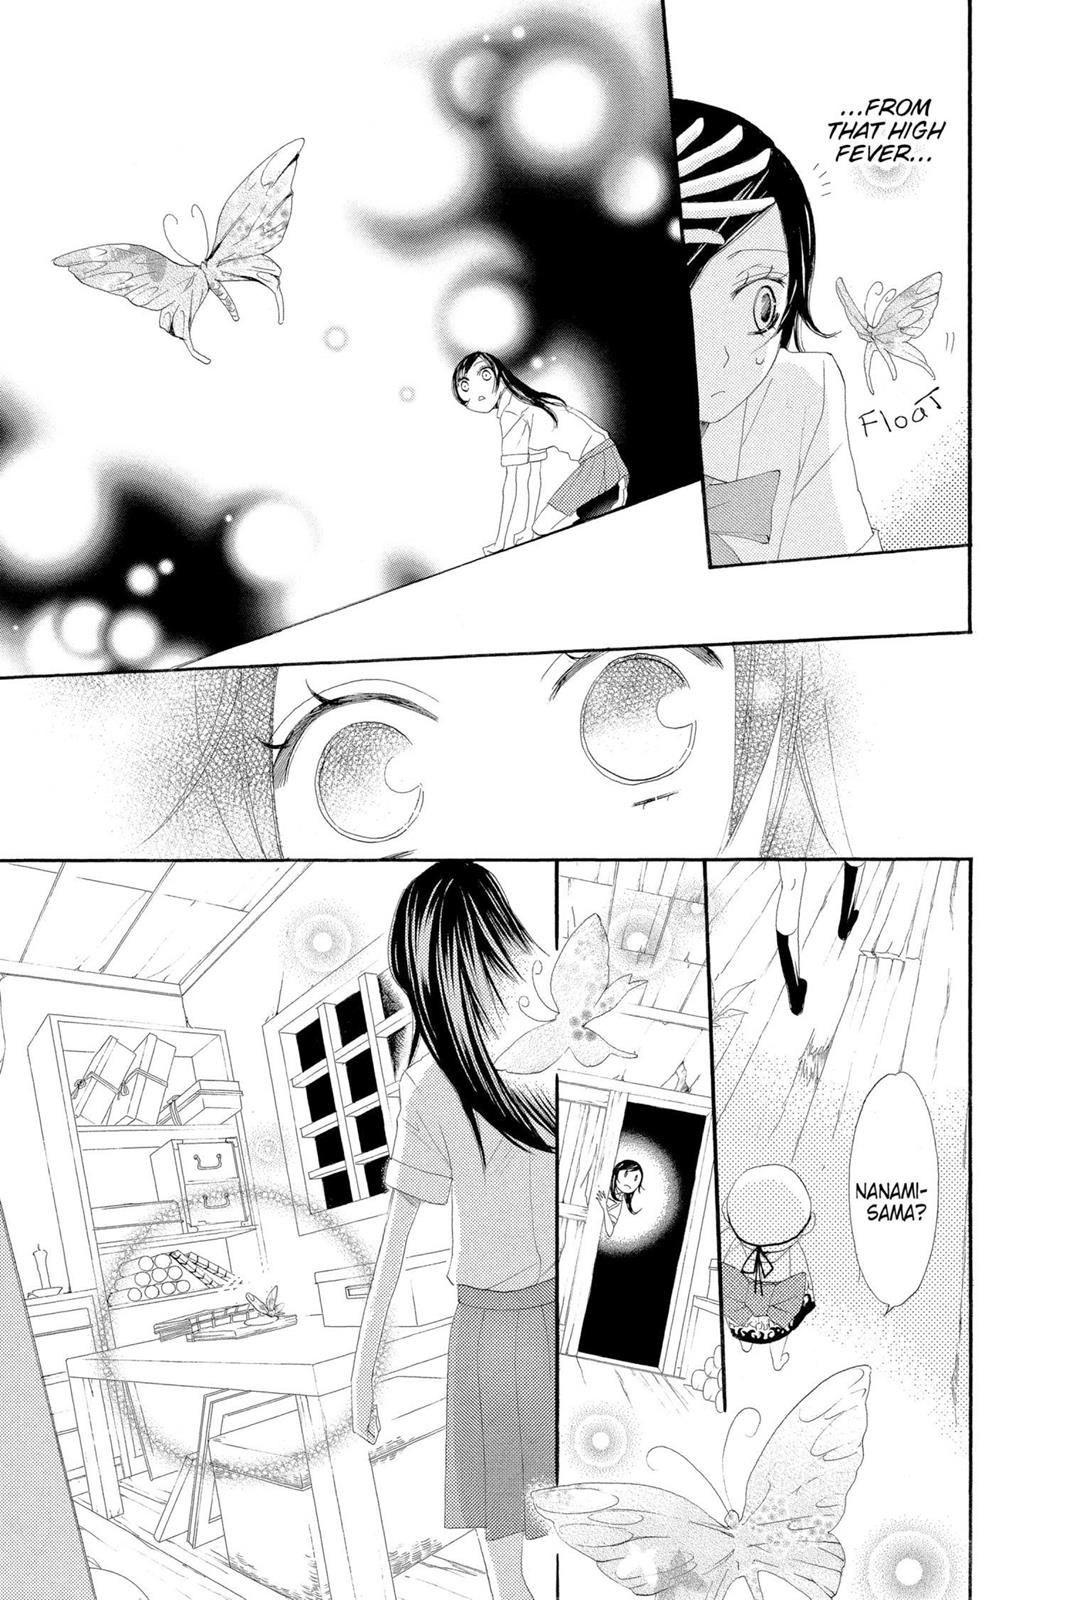 ...FROM
THAT HIGH
FEVER...
FLOAT
NANAMI-
SAMA?